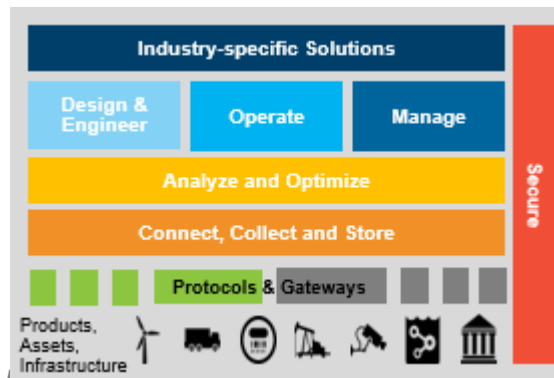 Industry-specific Solutions
Design &
Engineer
Operate
Manage
Analyze and Optimize
Connect, Collect and Store
Secure
Protocols & Gateways
Products,
Assets,
Infrastructure